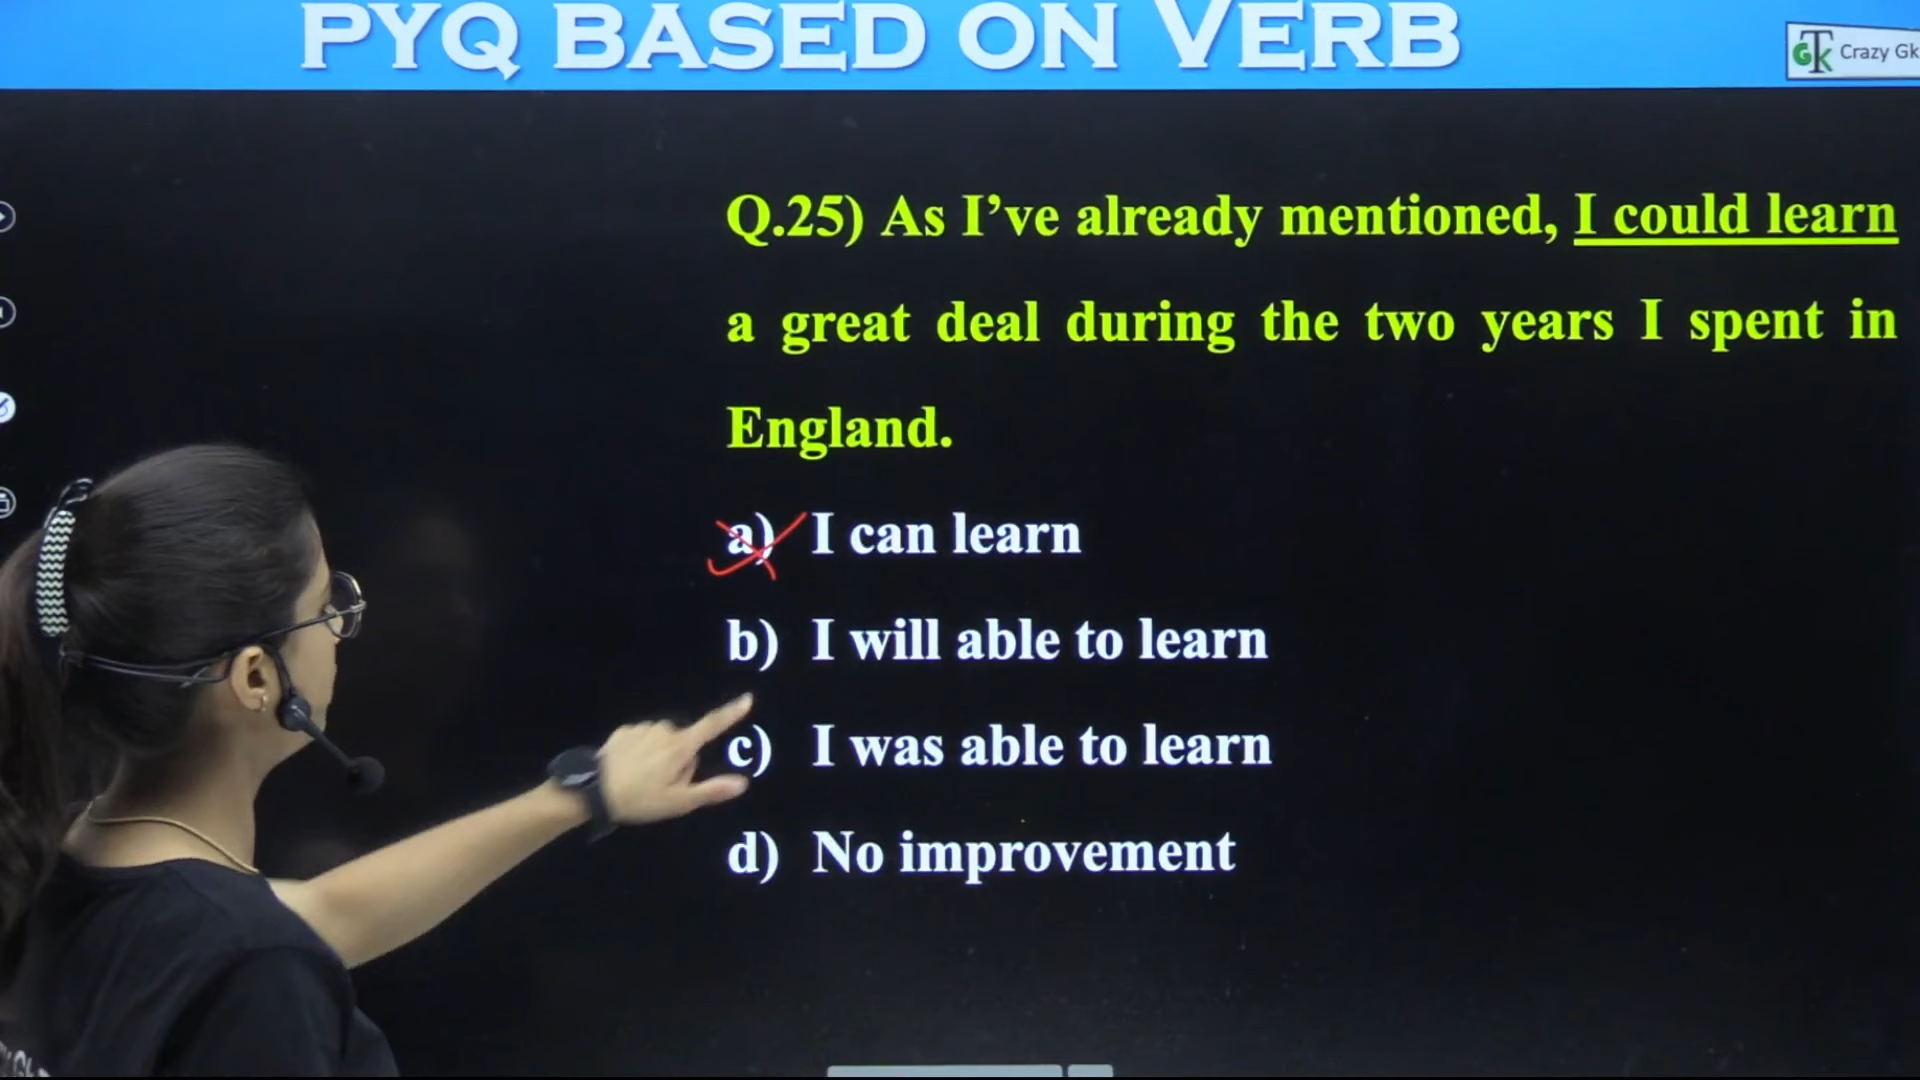 PYQ BASED ON VERB
Crazy Gk
Q.25) As I've already mentioned, I could learn
a great deal during the two years I spent in
England.
a) I can learn
b) I will able to learn
c) I was able to learn
d) No improvement